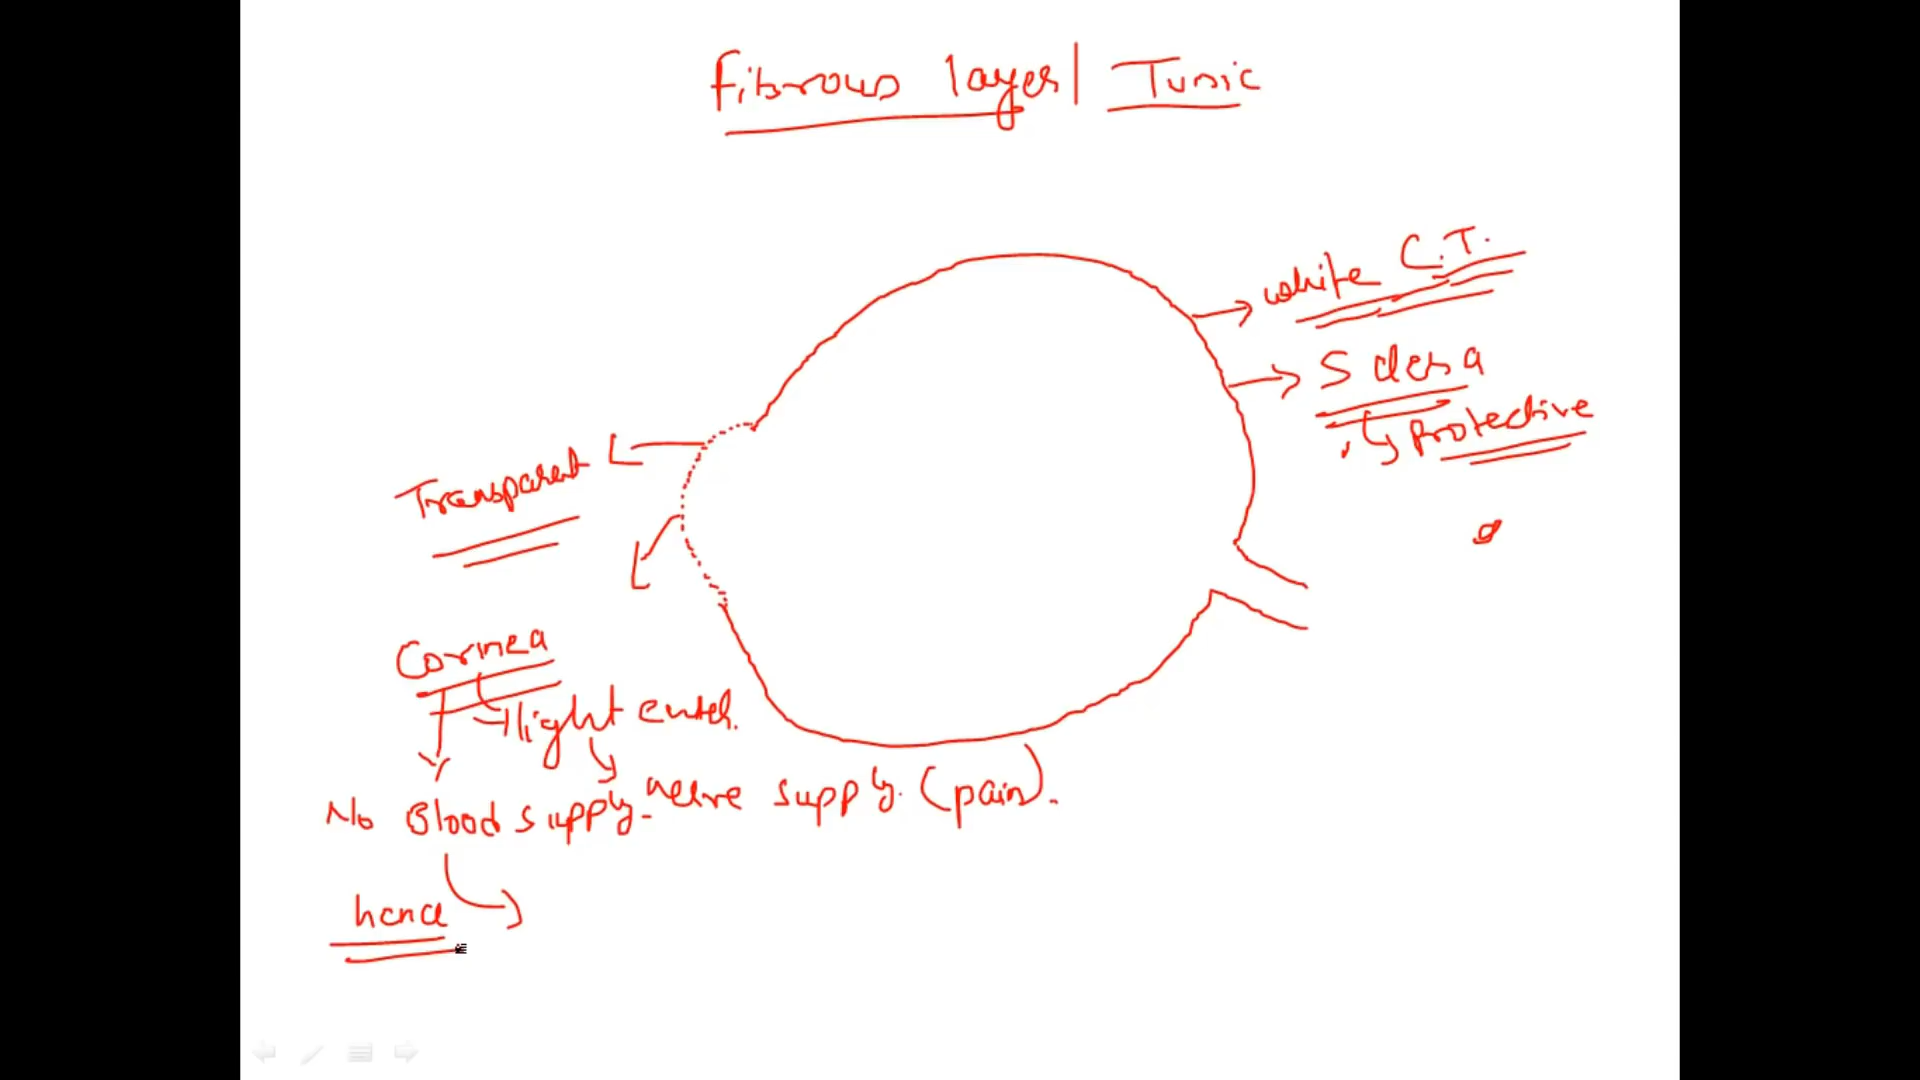 Fibrous layer | Tunic
white C.T.
Sclera
Protective
Transparent
Cornea
light enter.
No Blood supply. nerve supply. (pain).
hence